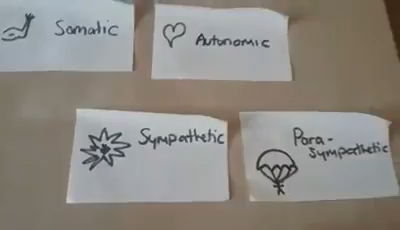 Somatic
Autonomic
Sympathetic
Para-
sympathetic